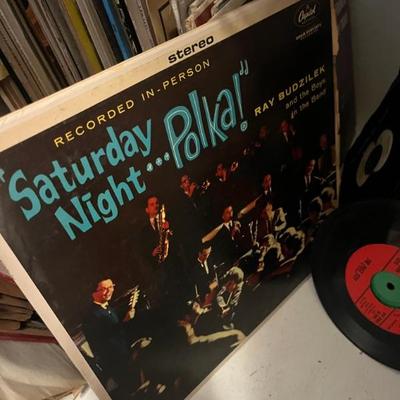 Capitol
stereo
RECORDED IN-PERSON
"Saturday
Night...Polka!"
RAY BUDZILEK
and the Boys
in the Band